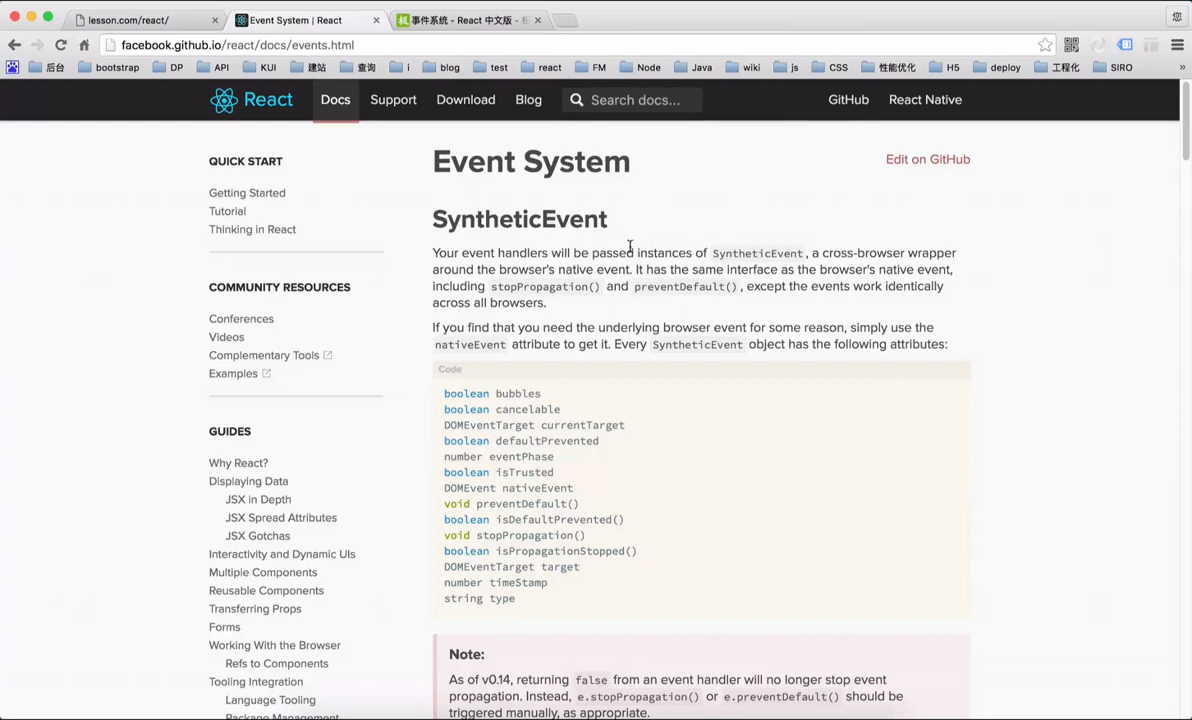 lesson.com/react/
Event System | React
事件系统 - React 中文版 -
您
facebook.github.io/react/docs/events.html
后台 bootstrap DP API KUI 建站 查询 i blog test react FM Node Java wiki js CSS 性能优化 H5 deploy 工程化 SIRO »
React Docs Support Download Blog Search docs... GitHub React Native
QUICK START
Getting Started
Tutorial
Thinking in React
COMMUNITY RESOURCES
Conferences
Videos
Complementary Tools
Examples
GUIDES
Why React?
Displaying Data
JSX in Depth
JSX Spread Attributes
JSX Gotchas
Interactivity and Dynamic UIs
Multiple Components
Reusable Components
Transferring Props
Forms
Working With the Browser
Refs to Components
Tooling Integration
Language Tooling
Package Management
Event System
Edit on GitHub
SyntheticEvent
Your event handlers will be passed instances of SyntheticEvent, a cross-browser wrapper
around the browser's native event. It has the same interface as the browser's native event,
including stopPropagation() and preventDefault(), except the events work identically
across all browsers.
If you find that you need the underlying browser event for some reason, simply use the
nativeEvent attribute to get it. Every SyntheticEvent object has the following attributes:
Code
boolean bubbles
boolean cancelable
DOMEventTarget currentTarget
boolean defaultPrevented
number eventPhase
boolean isTrusted
DOMEvent nativeEvent
void preventDefault()
boolean isDefaultPrevented()
void stopPropagation()
boolean isPropagationStopped()
DOMEventTarget target
number timeStamp
string type
Note:
As of v0.14, returning false from an event handler will no longer stop event
propagation. Instead, e.stopPropagation() or e.preventDefault() should be
triggered manually, as appropriate.